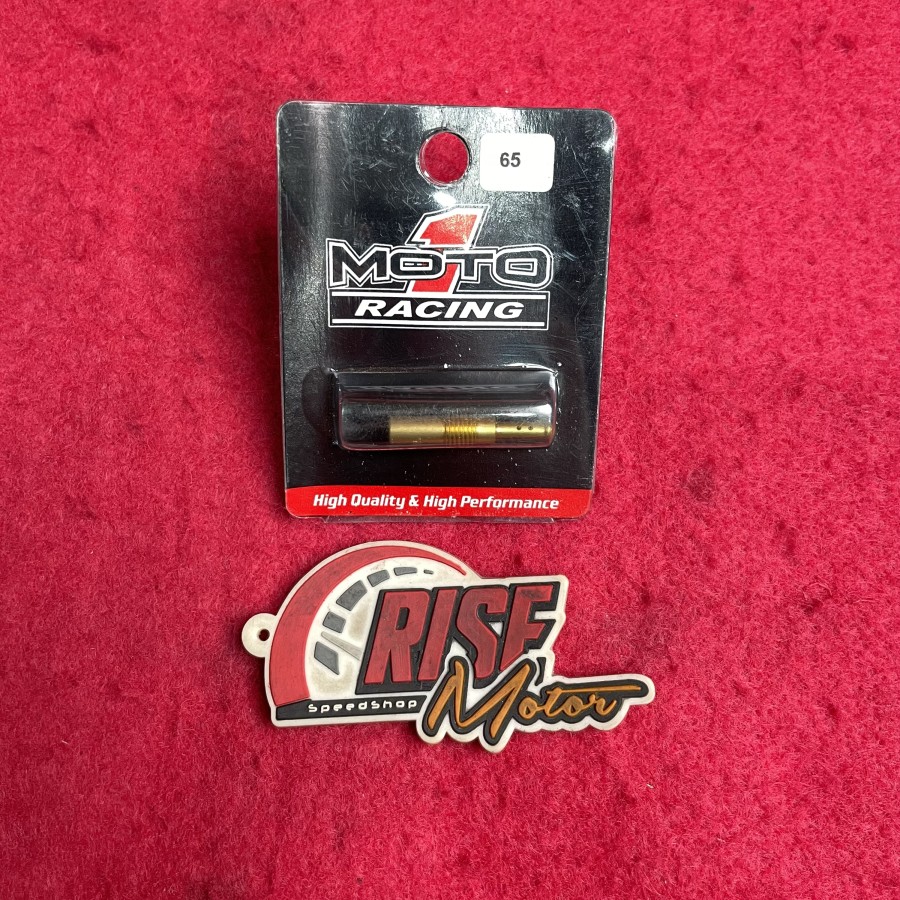 65
MOTO 1
RACING
High Quality & High Performance
RISE
SpeedShop
Motor